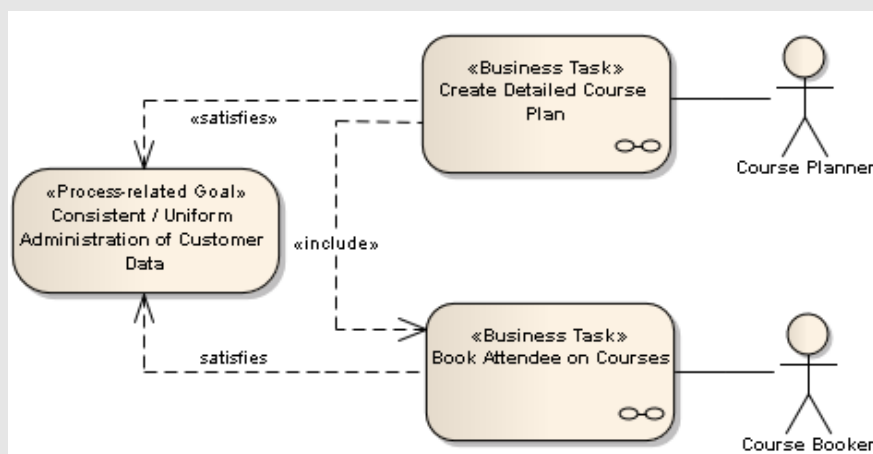 «Business Task»
Create Detailed Course
Plan
Course Planner
«satisfies»
«Process-related Goal»
Consistent / Uniform
Administration of Customer
Data
«include»
«Business Task»
Book Attendee on Courses
satisfies
Course Booker